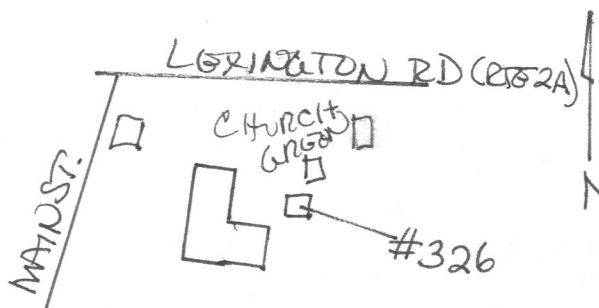 LEXINGTON RD (RTE 2A)
CHURCH
GREEN
MAIN ST.
#326
N